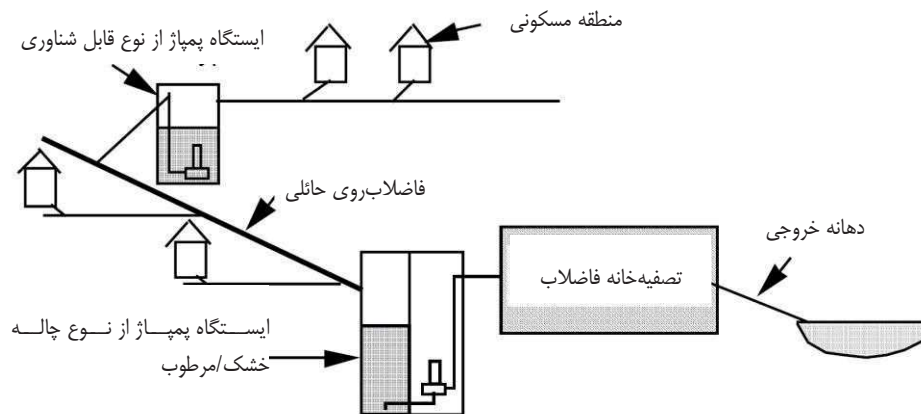 منطقه مسکونی
ایستگاه پمپاژ از نوع قابل شناوری
فاضلاب‌روی حائلی
دهانه خروجی
تصفیه‌خانه فاضلاب
ایستگاه پمپاژ از نوع چاله
خشک/مرطوب